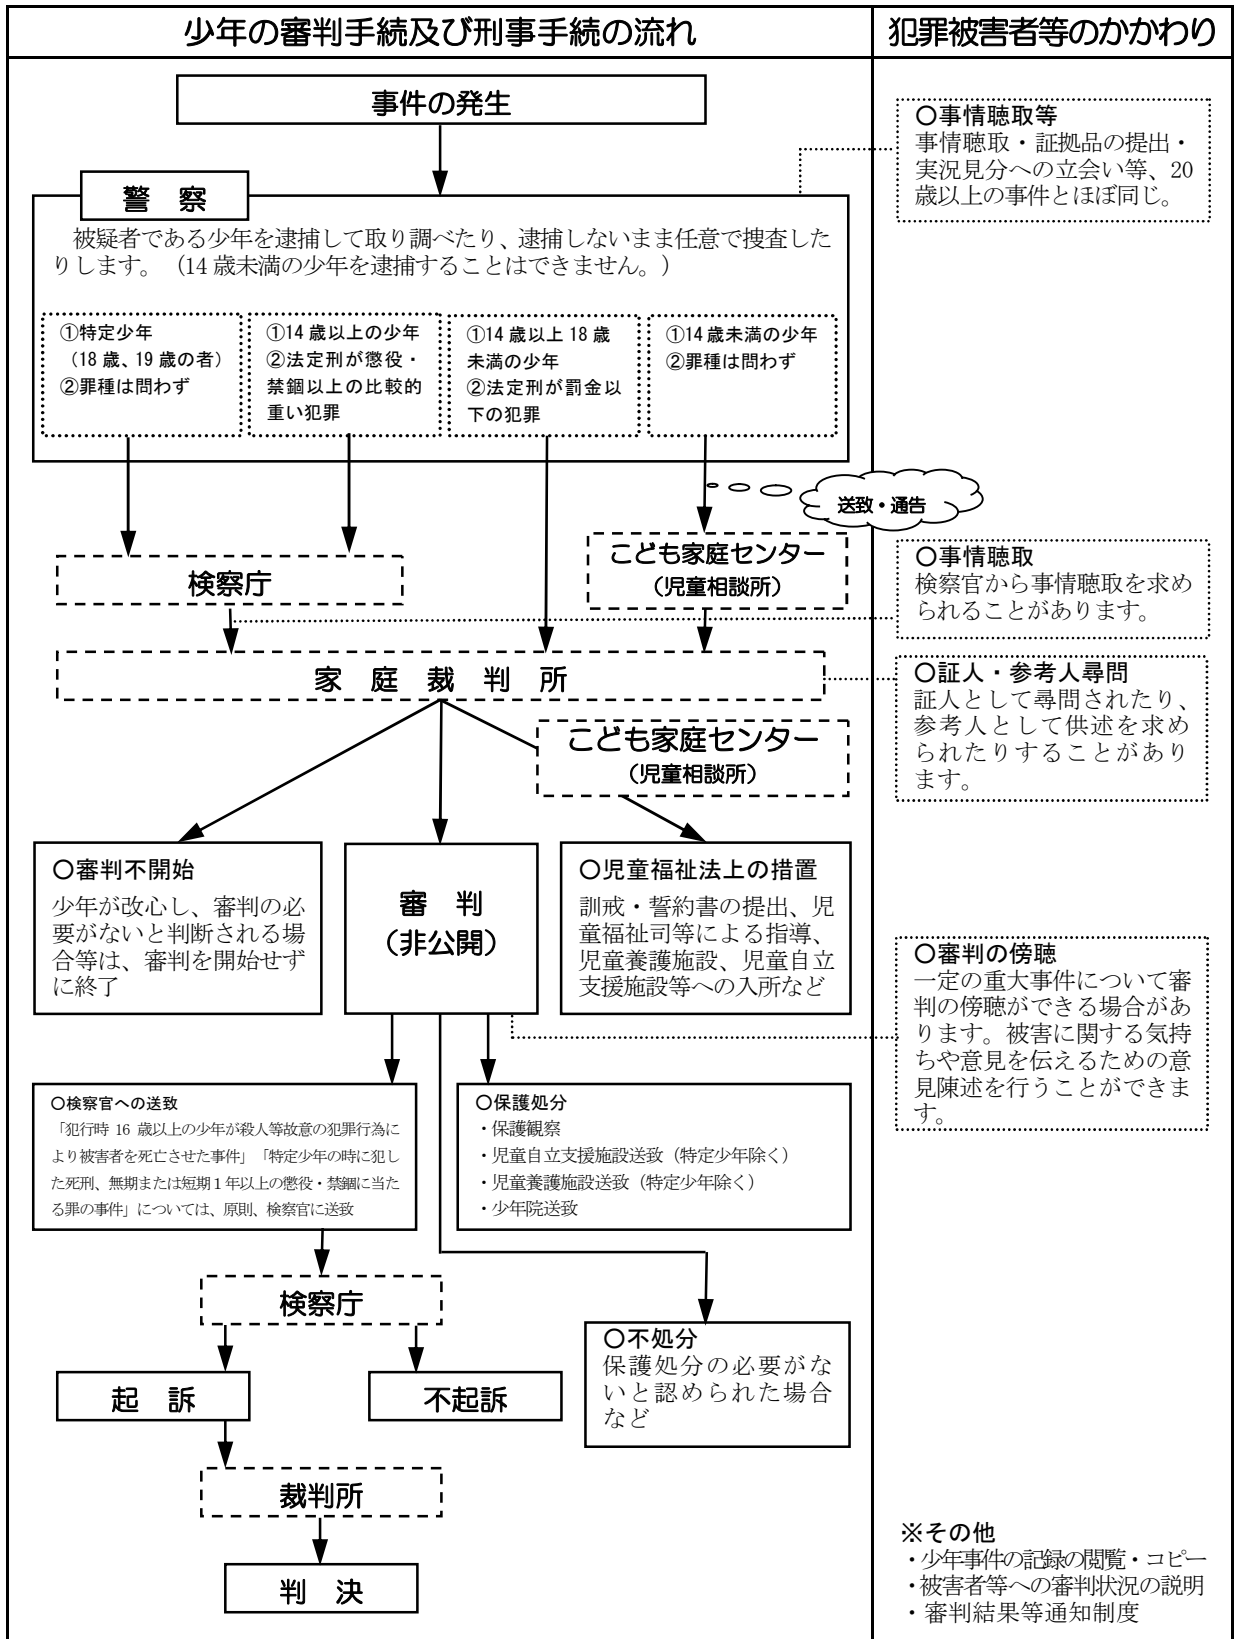 少年の審判手続及び刑事手続の流れ
犯罪被害者等のかかわり
事件の発生
〇事情聴取等
事情聴取・証拠品の提出・
実況見分への立会い等、20
歳以上の事件とほぼ同じ。
警 察
被疑者である少年を逮捕して取り調べたり、逮捕しないまま任意で捜査した
りします。（14 歳未満の少年を逮捕することはできません。）
①特定少年
（18 歳、19 歳の者）
②罪種は問わず
①14 歳以上の少年
②法定刑が懲役・
禁錮以上の比較的
重い犯罪
①14 歳以上 18 歳
未満の少年
②法定刑が罰金以
下の犯罪
①14 歳未満の少年
②罪種は問わず
送致・通告
検察庁
こども家庭センター
（児童相談所）
〇事情聴取
検察官から事情聴取を求め
られることがあります。
家 庭 裁 判 所
〇証人・参考人尋問
証人として尋問されたり、
参考人として供述を求め
られたりすることがあり
ます。
こども家庭センター
（児童相談所）
〇審判不開始
少年が改心し、審判の必
要がないと判断される場
合等は、審判を開始せず
に終了
審 判
（非公開）
〇児童福祉法上の措置
訓戒・誓約書の提出、児
童福祉司等による指導、
児童養護施設、児童自立
支援施設等への入所など
〇審判の傍聴
一定の重大事件について審
判の傍聴ができる場合があ
ります。被害に関する気持
ちや意見を伝えるための意
見陳述を行うことができま
す。
〇検察官への送致
「犯行時 16 歳以上の少年が殺人等故意の犯罪行為に
より被害者を死亡させた事件」「特定少年の時に犯し
た死刑、無期または短期１年以上の懲役・禁錮に当た
る罪の事件」については、原則、検察官に送致
〇保護処分
・保護観察
・児童自立支援施設送致（特定少年除く）
・児童養護施設送致（特定少年除く）
・少年院送致
検察庁
〇不処分
保護処分の必要がな
いと認められた場合
など
起 訴
不起訴
裁判所
判 決
※その他
・少年事件の記録の閲覧・コピー
・被害者等への審判状況の説明
・審判結果等通知制度